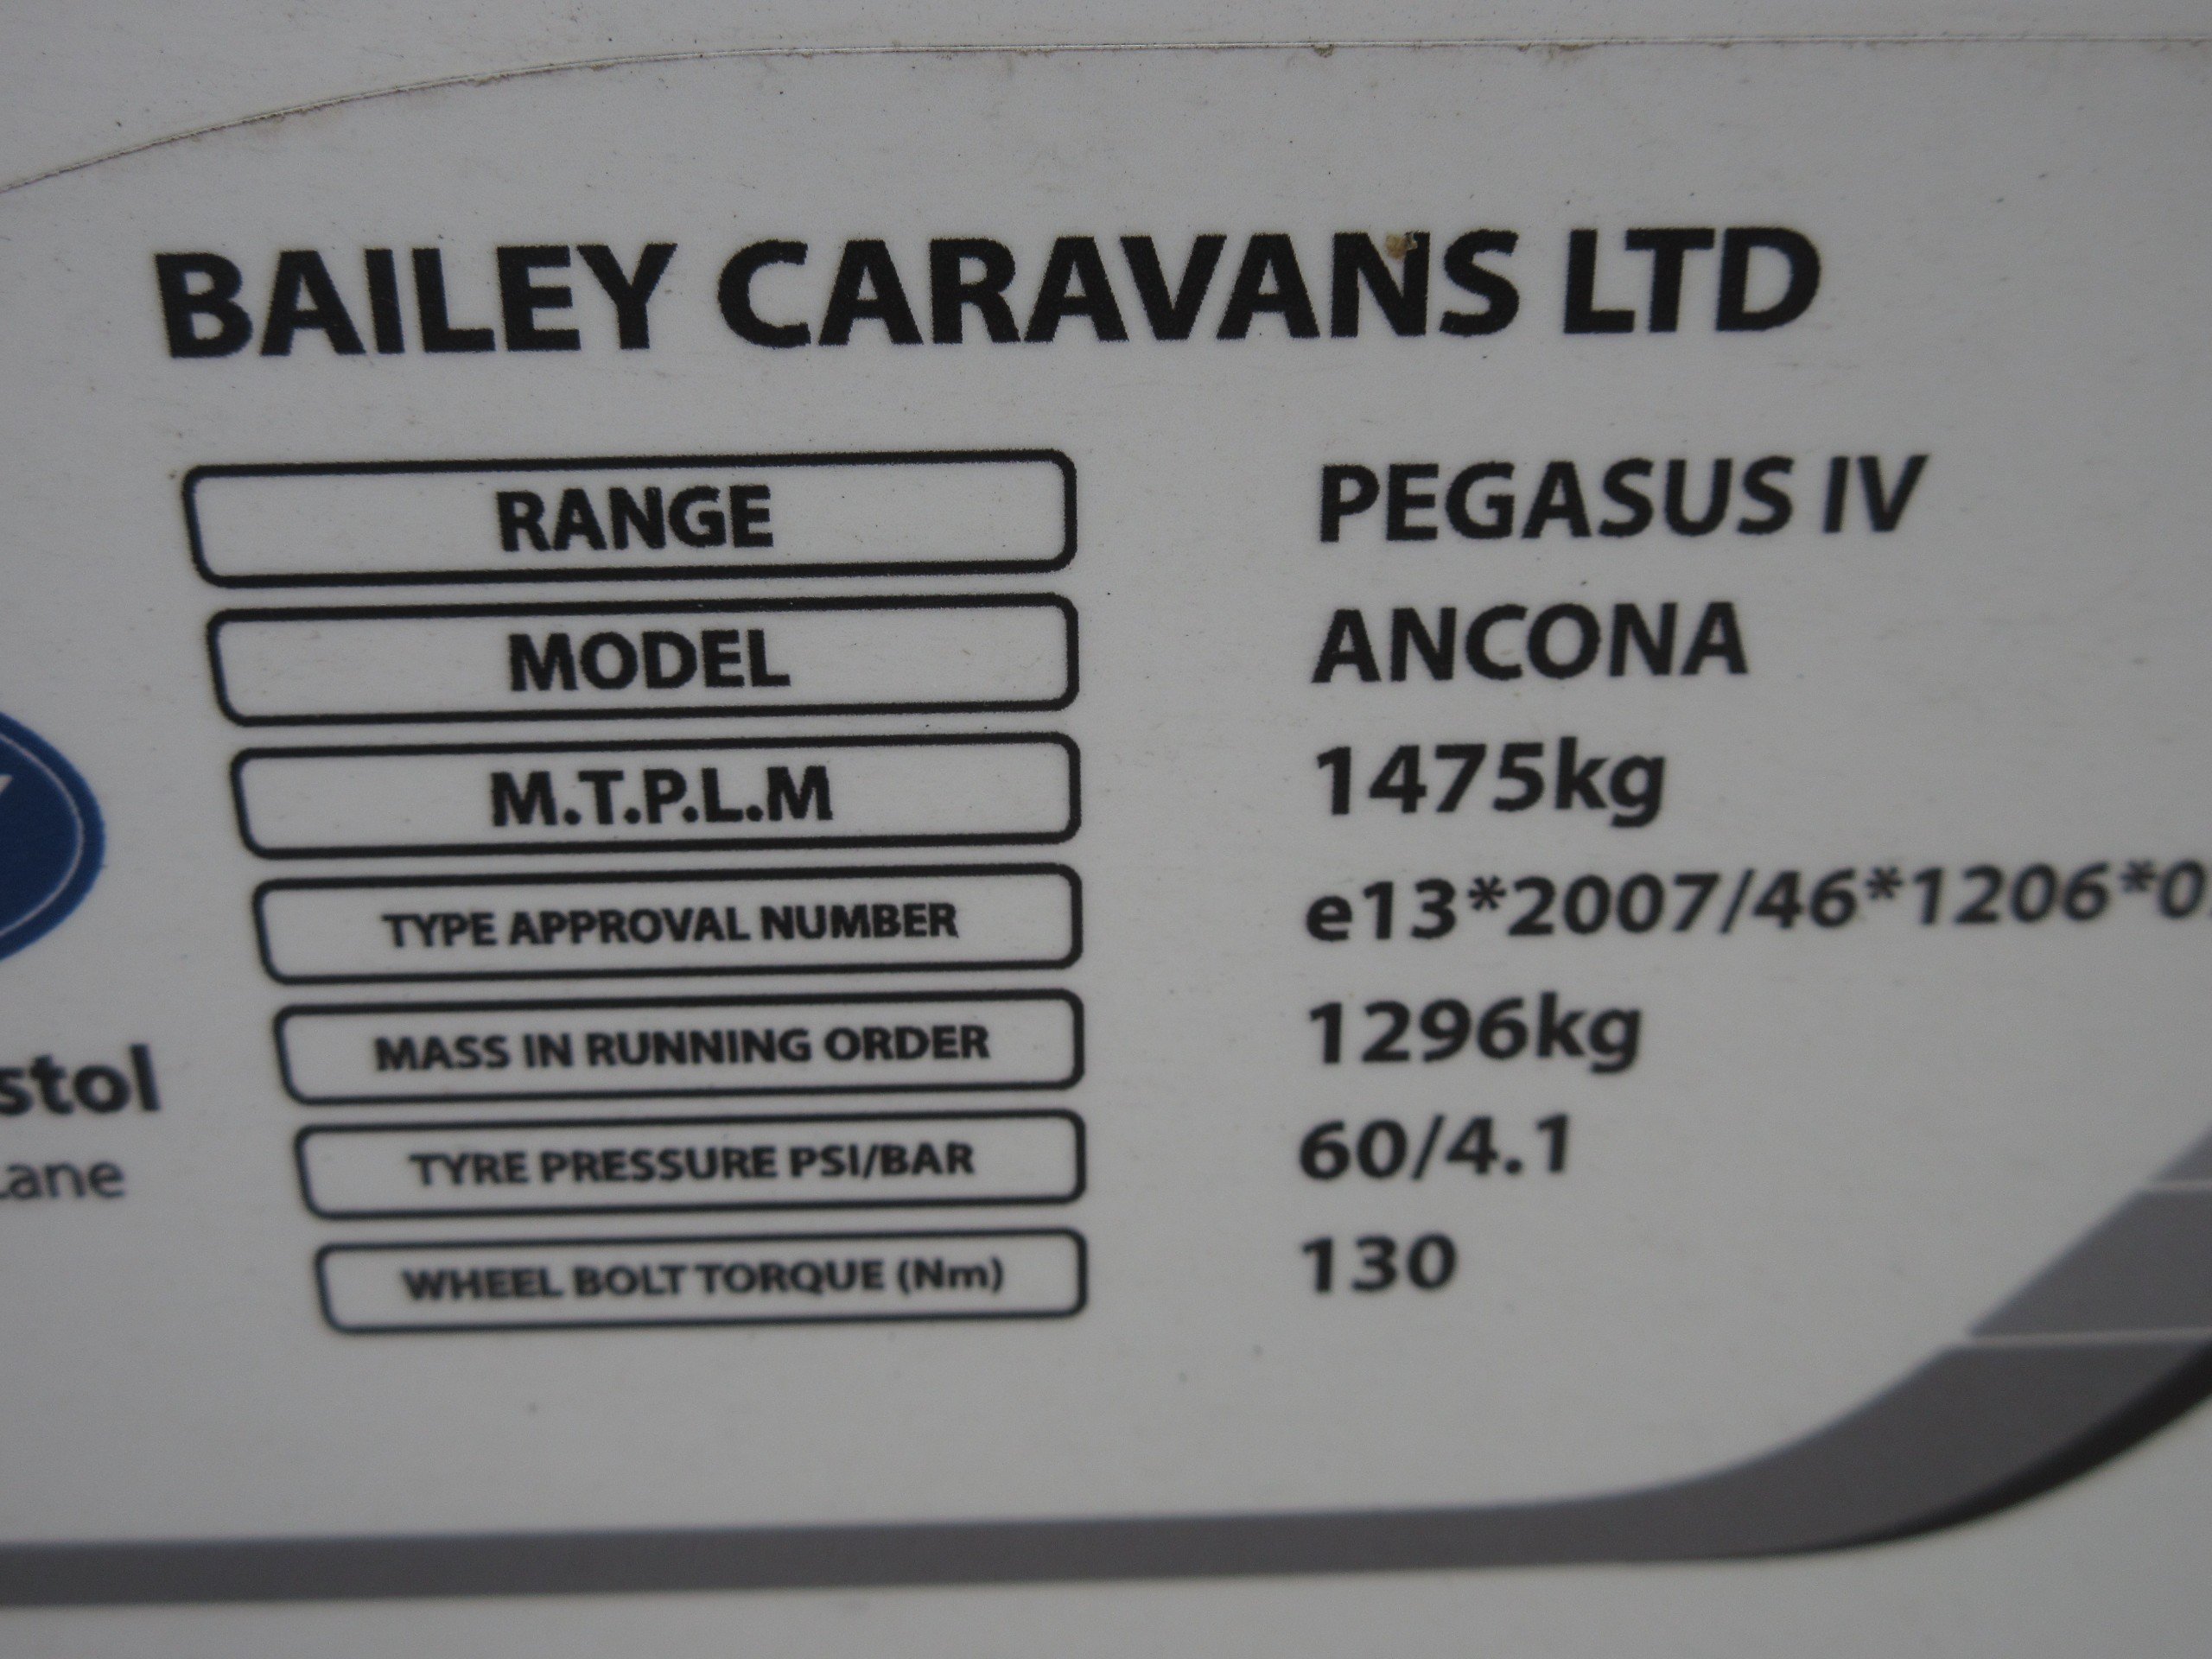 BAILEY CARAVANS LTD
RANGE PEGASUS IV
MODEL ANCONA
M.T.P.L.M 1475kg
TYPE APPROVAL NUMBER e13*2007/46*1206*0
MASS IN RUNNING ORDER 1296kg
stol
TYRE PRESSURE PSI/BAR 60/4.1
Lane
WHEEL BOLT TORQUE (Nm) 130